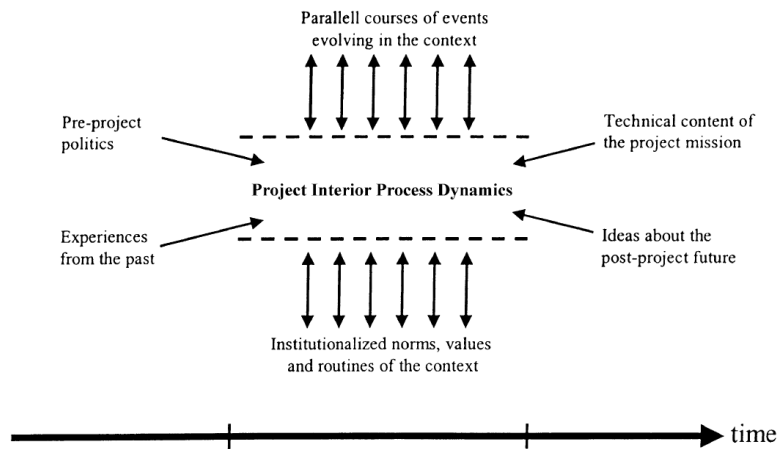 Parallell courses of events
evolving in the context
Pre-project
politics
Technical content of
the project mission
Project Interior Process Dynamics
Experiences
from the past
Ideas about the
post-project future
Institutionalized norms, values
and routines of the context
time